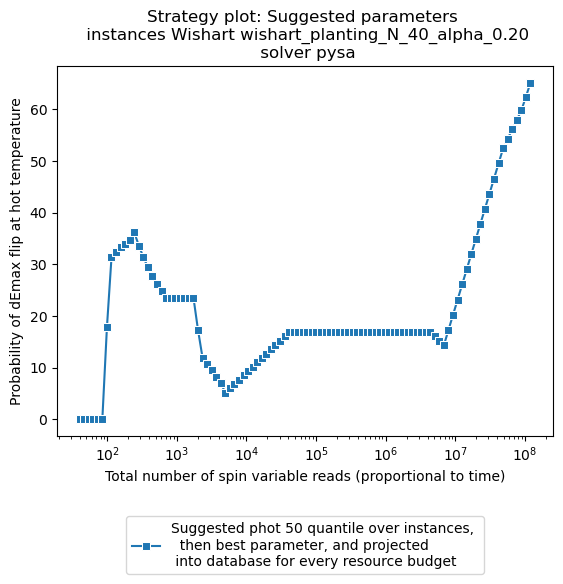 Strategy plot: Suggested parameters
instances Wishart wishart_planting_N_40_alpha_0.20
solver pysa
Probability of dEmax flip at hot temperature
60
50
40
30
20
10
0
10² 10³ 10⁴ 10⁵ 10⁶ 10⁷ 10⁸
Total number of spin variable reads (proportional to time)
Suggested phot 50 quantile over instances,
then best parameter, and projected
into database for every resource budget